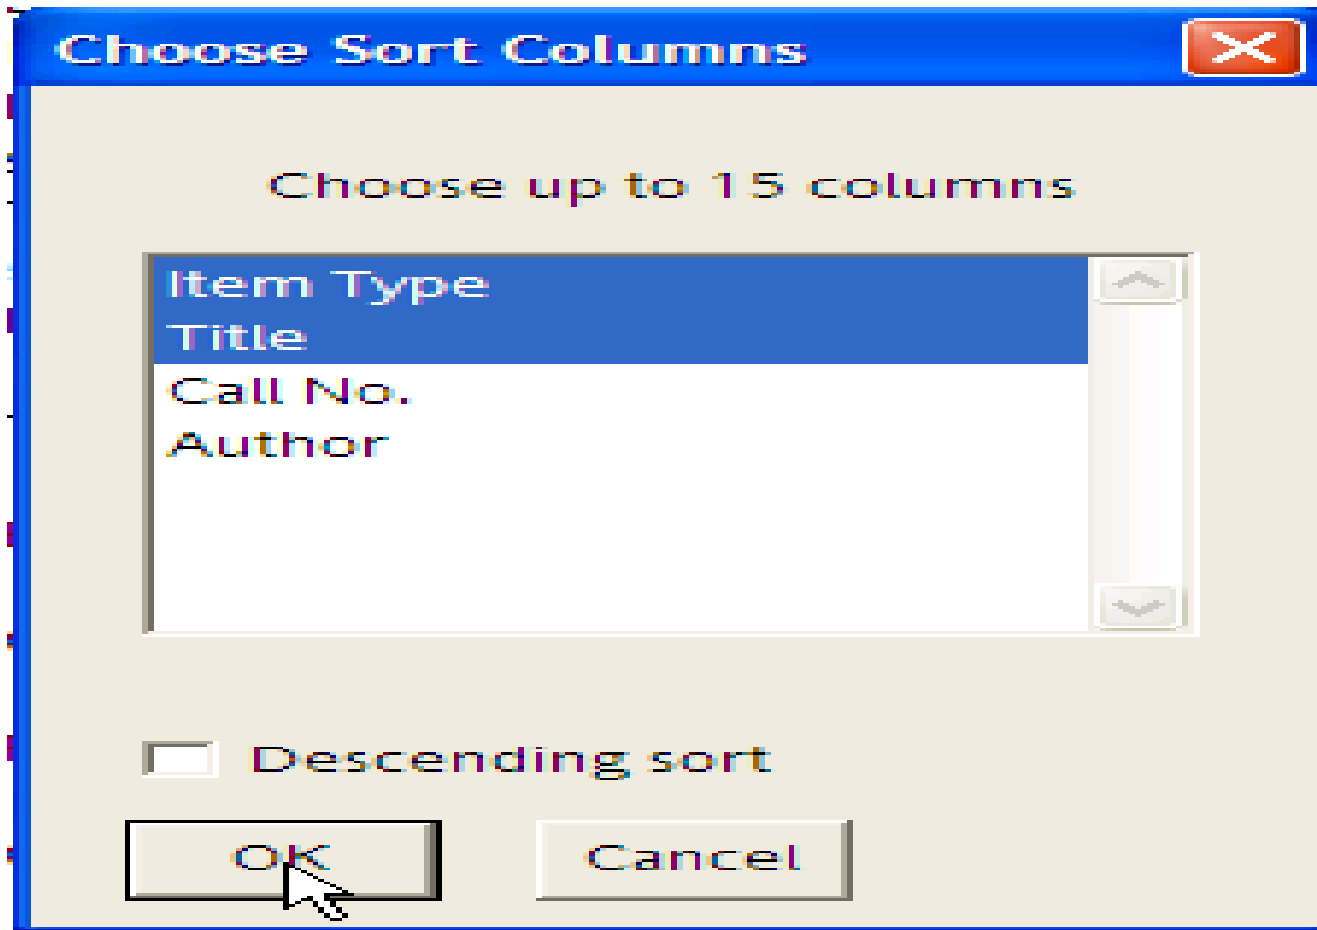 Choose Sort Columns
Choose up to 15 columns
Item Type
Title
Call No.
Author
Descending sort
OK Cancel